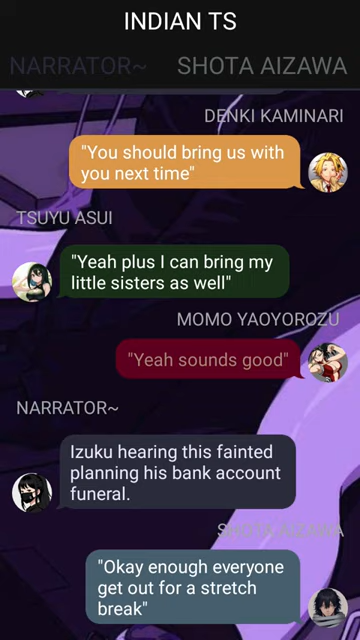 INDIAN TS
NARRATOR~ SHOTA AIZAWA
DENKI KAMINARI
"You should bring us with
you next time"
TSUYU ASUI
"Yeah plus I can bring my
little sisters as well"
MOMO YAOYOROZU
"Yeah sounds good"
NARRATOR~
Izuku hearing this fainted
planning his bank account
funeral.
SHOTA AIZAWA
"Okay enough everyone
get out for a stretch
break"